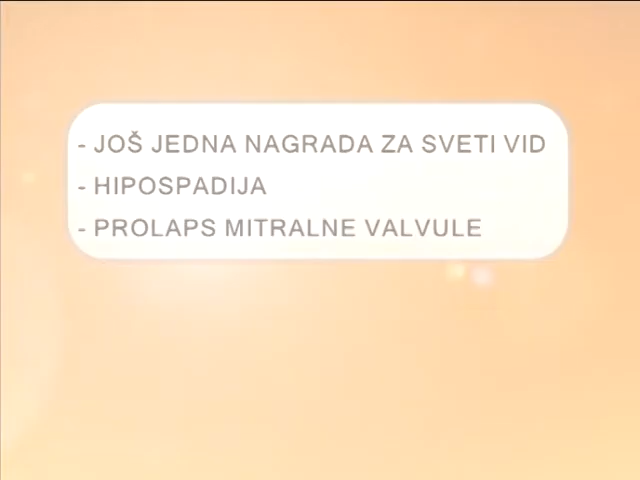 - JOŠ JEDNA NAGRADA ZA SVETI VID
- HIPOSPADIJA
- PROLAPS MITRALNE VALVULE